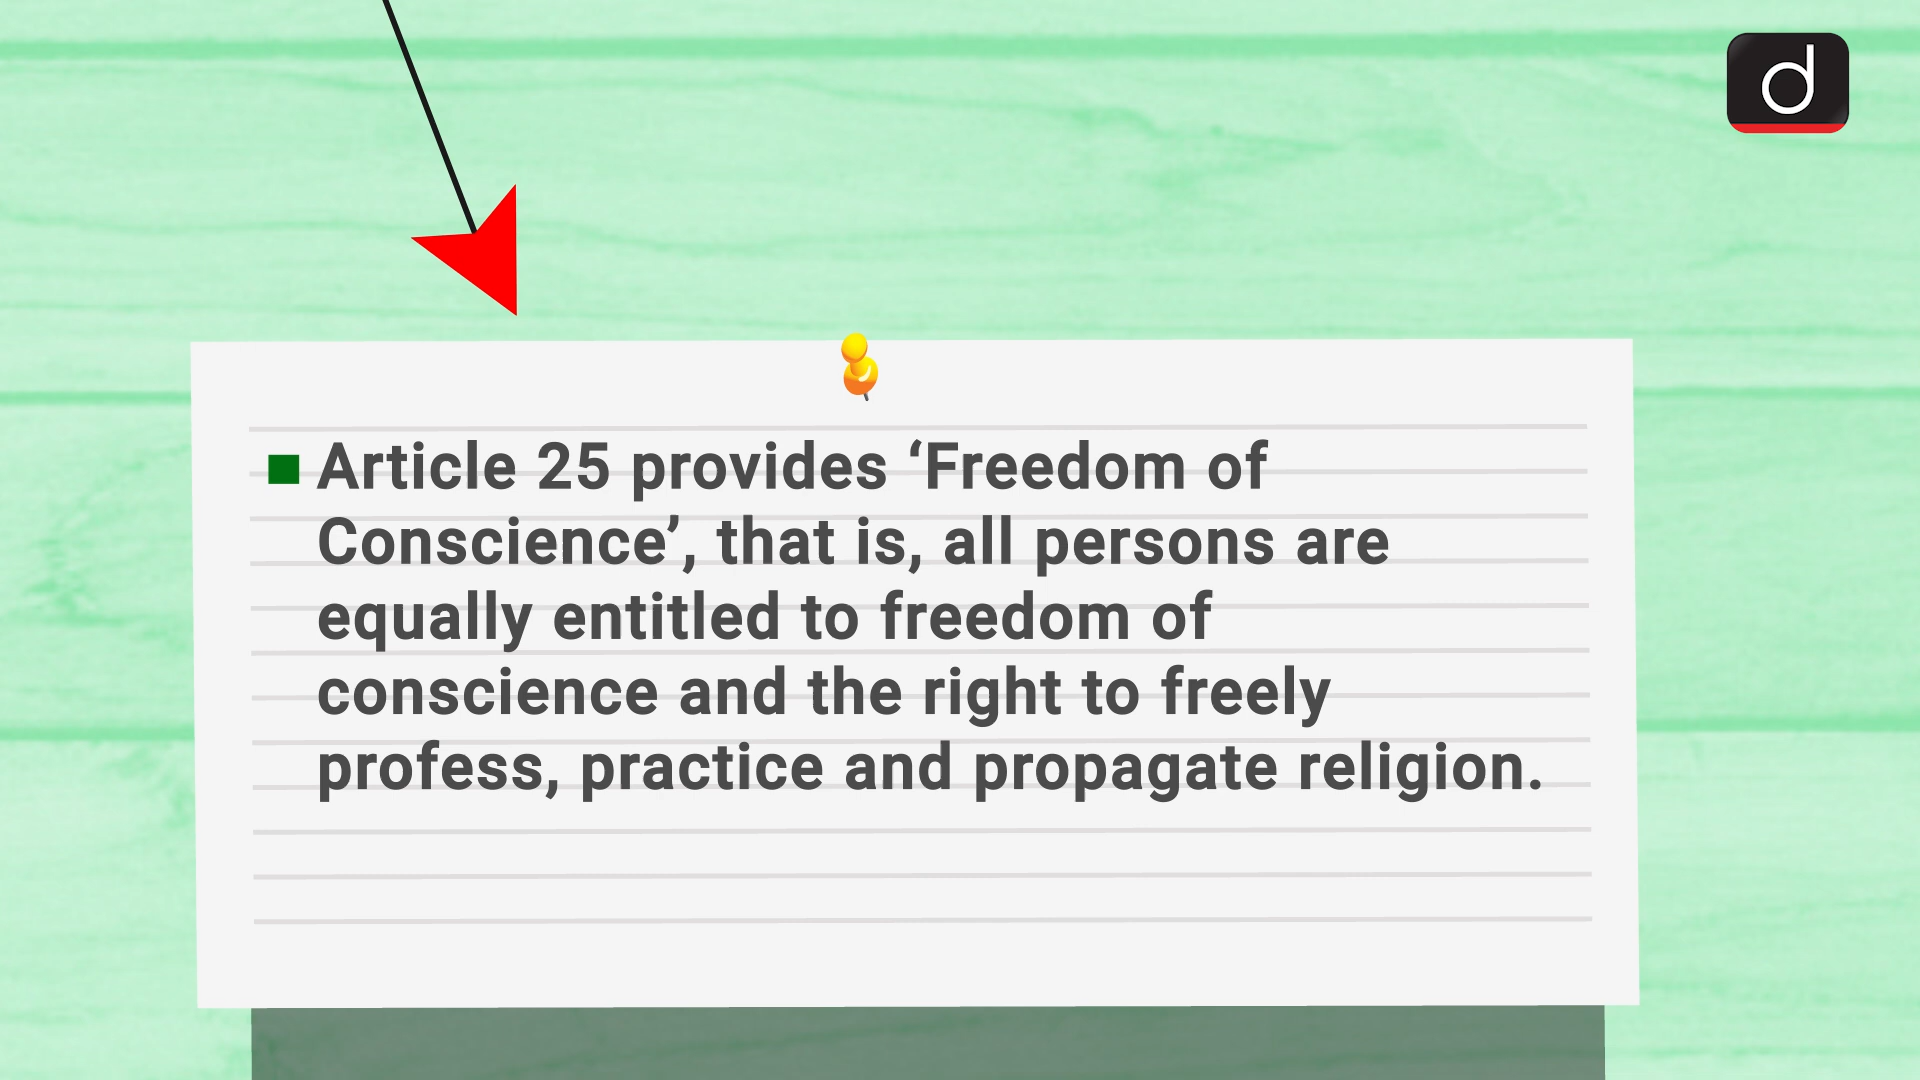 d
Article 25 provides ‘Freedom of
Conscience’, that is, all persons are
equally entitled to freedom of
conscience and the right to freely
profess, practice and propagate religion.